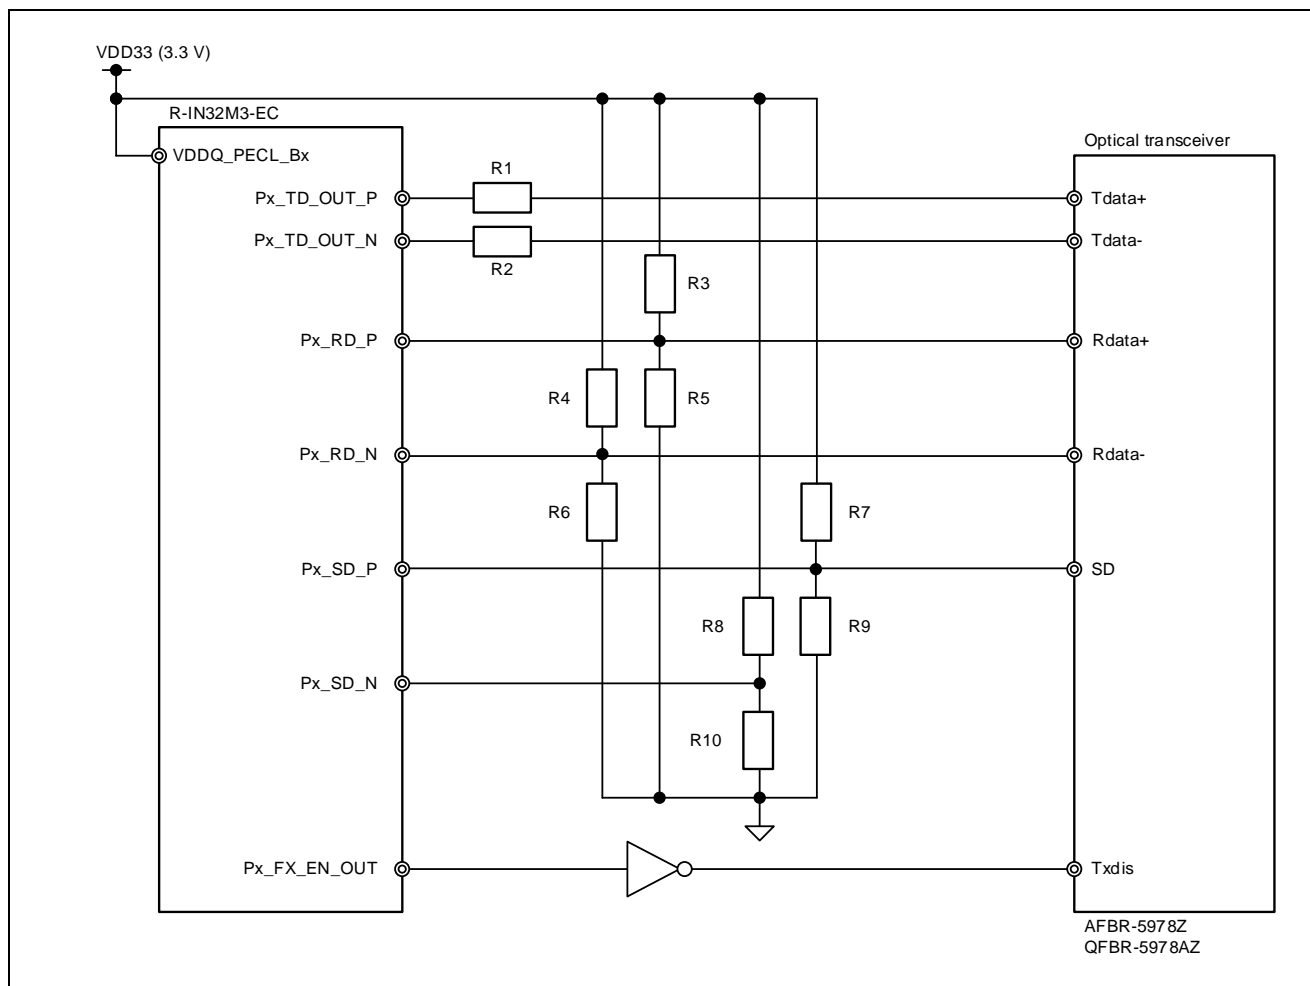 VDD33 (3.3 V)
R-IN32M3-EC
VDDQ_PECL_Bx
Optical transceiver
R1
Px_TD_OUT_P
Tdata+
Px_TD_OUT_N
Tdata-
R2
R3
Px_RD_P
Rdata+
R4
R5
Px_RD_N
Rdata-
R6
R7
Px_SD_P
SD
R8
R9
Px_SD_N
R10
Px_FX_EN_OUT
Txdis
AFBR-5978Z
QFBR-5978AZ